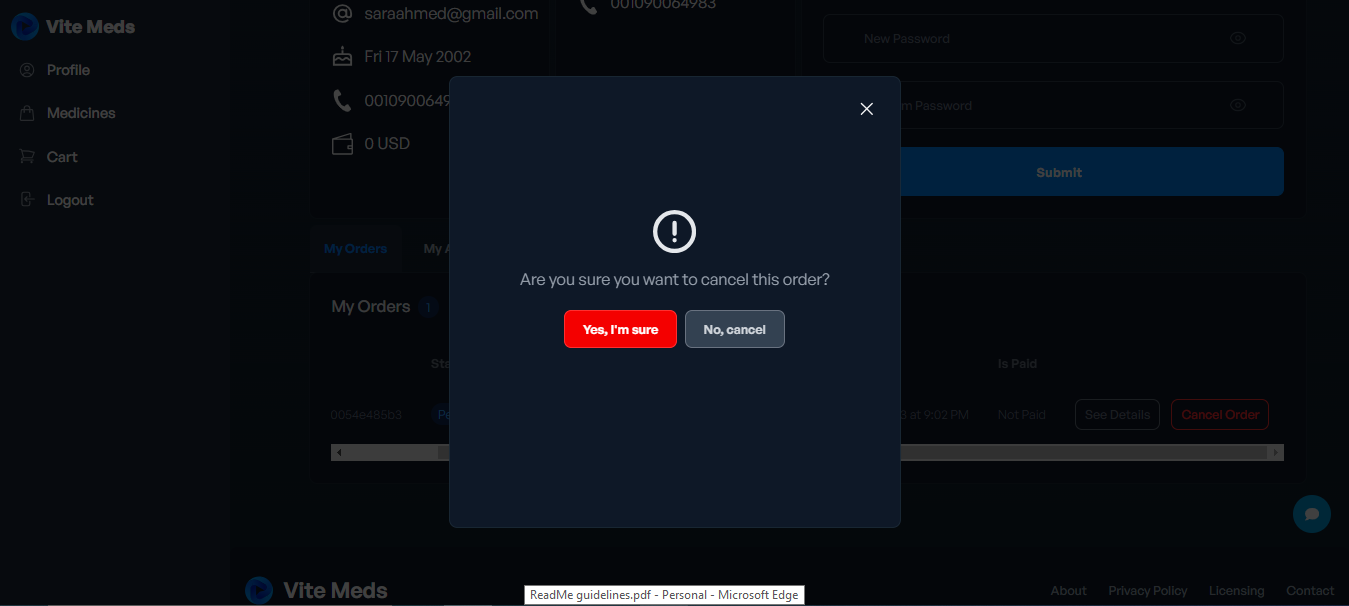 Vite Meds
Profile
Medicines
Cart
Logout
saraahmed@gmail.com
Fri 17 May 2002
0010900649
0 USD
001090064983
New Password
m Password
Submit
Are you sure you want to cancel this order?
Yes, I'm sure
No, cancel
My Orders
My A
My Orders 1
Sta
Is Paid
0054e485b3
Pe
3 at 9:02 PM
Not Paid
See Details
Cancel Order
Vite Meds
About
Privacy Policy
Licensing
Contact
ReadMe guidelines.pdf - Personal - Microsoft Edge